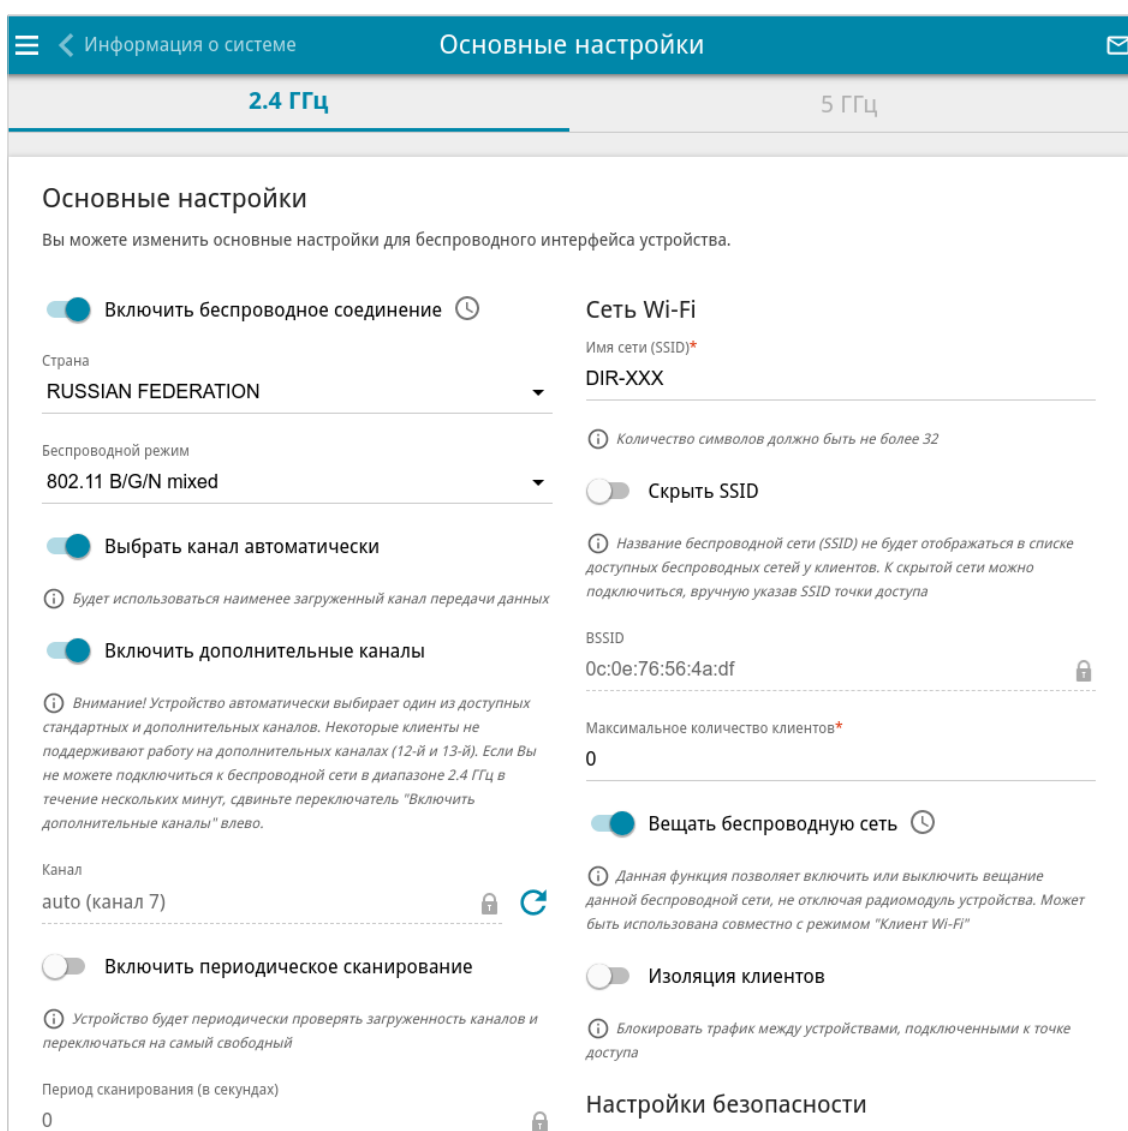 Информация о системе
Основные настройки
2.4 ГГц
5 ГГц
Основные настройки
Вы можете изменить основные настройки для беспроводного интерфейса устройства.
Включить беспроводное соединение
Страна
RUSSIAN FEDERATION
Беспроводной режим
802.11 B/G/N mixed
Выбрать канал автоматически
Будет использоваться наименее загруженный канал передачи данных
Включить дополнительные каналы
Внимание! Устройство автоматически выбирает один из доступных
стандартных и дополнительных каналов. Некоторые клиенты не
поддерживают работу на дополнительных каналах (12-й и 13-й). Если Вы
не можете подключиться к беспроводной сети в диапазоне 2.4 ГГц в
течение нескольких минут, сдвиньте переключатель "Включить
дополнительные каналы" влево.
Канал
auto (канал 7)
Включить периодическое сканирование
Устройство будет периодически проверять загруженность каналов и
переключаться на самый свободный
Период сканирования (в секундах)
0
Сеть Wi-Fi
Имя сети (SSID)*
DIR-XXX
Количество символов должно быть не более 32
Скрыть SSID
Название беспроводной сети (SSID) не будет отображаться в списке
доступных беспроводных сетей у клиентов. К скрытой сети можно
подключиться, вручную указав SSID точки доступа
BSSID
0c:0e:76:56:4a:df
Максимальное количество клиентов*
0
Вещать беспроводную сеть
Данная функция позволяет включить или выключить вещание
данной беспроводной сети, не отключая радиомодуль устройства. Может
быть использована совместно с режимом "Клиент Wi-Fi"
Изоляция клиентов
Блокировать трафик между устройствами, подключенными к точке
доступа
Настройки безопасности